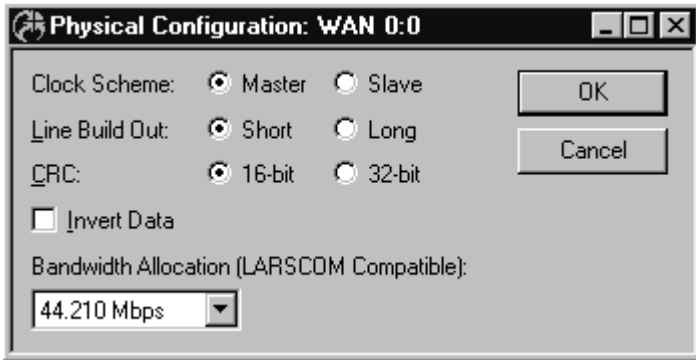 Physical Configuration: WAN 0:0
Clock Scheme: Master Slave OK
Line Build Out: Short Long
Cancel
CRC: 16-bit 32-bit
Invert Data
Bandwidth Allocation (LARSCOM Compatible):
44.210 Mbps